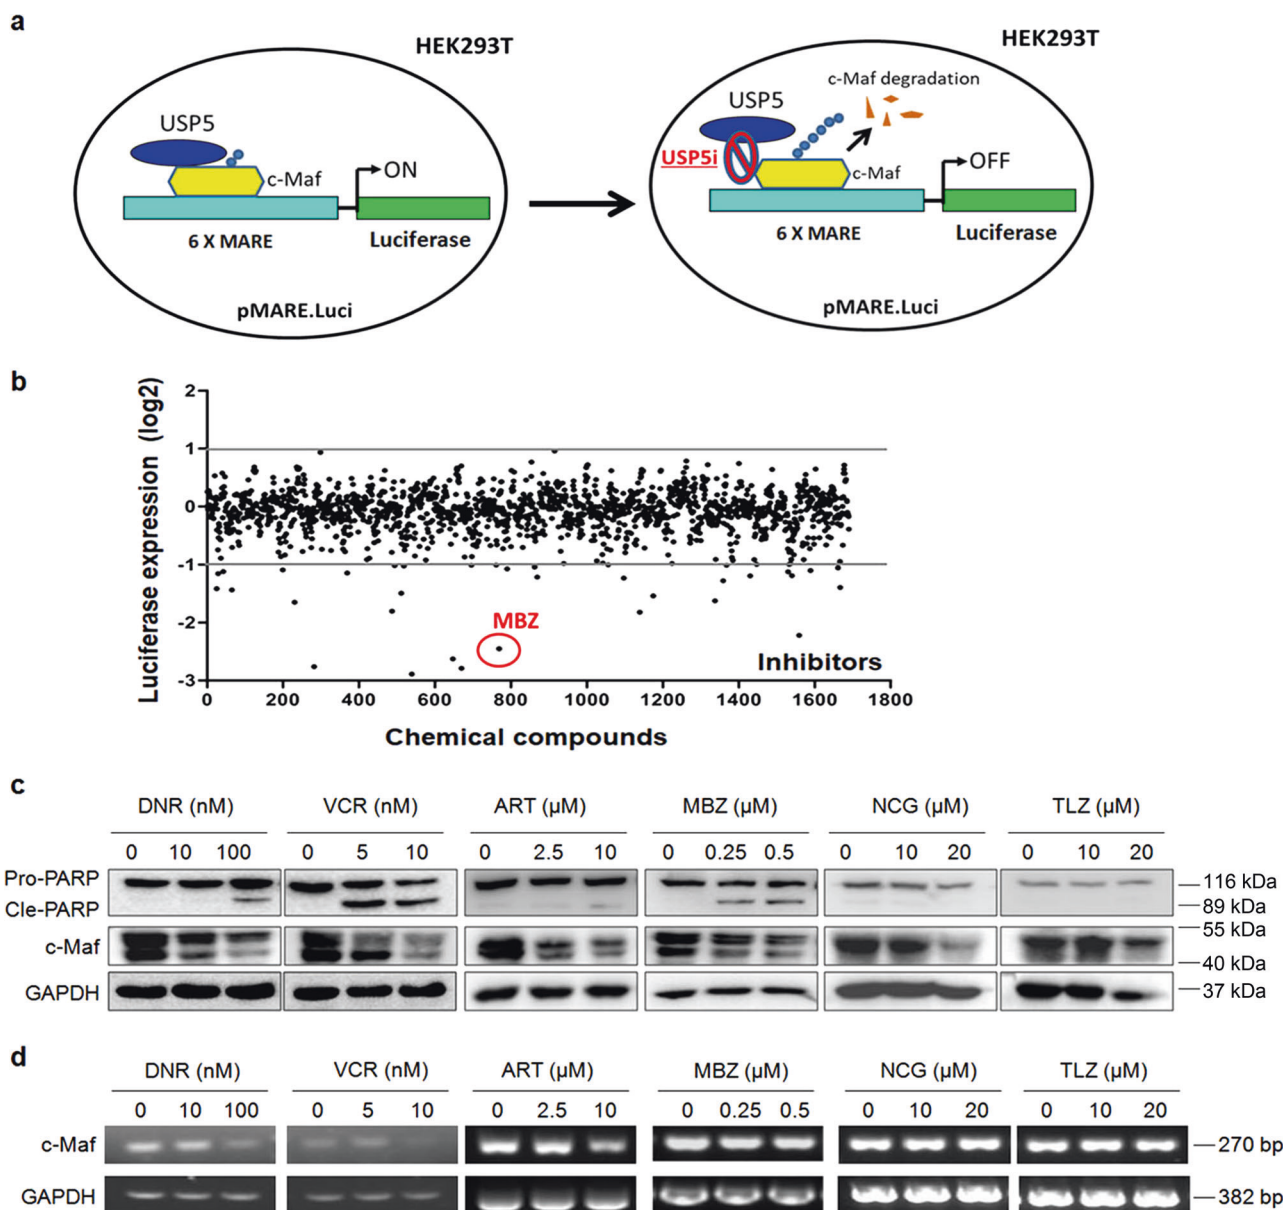 a
HEK293T
HEK293T
USP5
c-Maf
ON
6 X MARE
Luciferase
pMARE.Luci
c-Maf degradation
USP5
USP5i
c-Maf
OFF
6 X MARE
Luciferase
pMARE.Luci
b
Luciferase expression (log2)
2
1
0
-1
-2
-3
MBZ
Inhibitors
0 200 400 600 800 1000 1200 1400 1600 1800
Chemical compounds
c
DNR (nM) VCR (nM) ART (µM) MBZ (µM) NCG (µM) TLZ (µM)
0 10 100 0 5 10 0 2.5 10 0 0.25 0.5 0 10 20 0 10 20
Pro-PARP 116 kDa
Cle-PARP 89 kDa
55 kDa
c-Maf
40 kDa
GAPDH 37 kDa
d
DNR (nM) VCR (nM) ART (µM) MBZ (µM) NCG (µM) TLZ (µM)
0 10 100 0 5 10 0 2.5 10 0 0.25 0.5 0 10 20 0 10 20
c-Maf 270 bp
GAPDH 382 bp